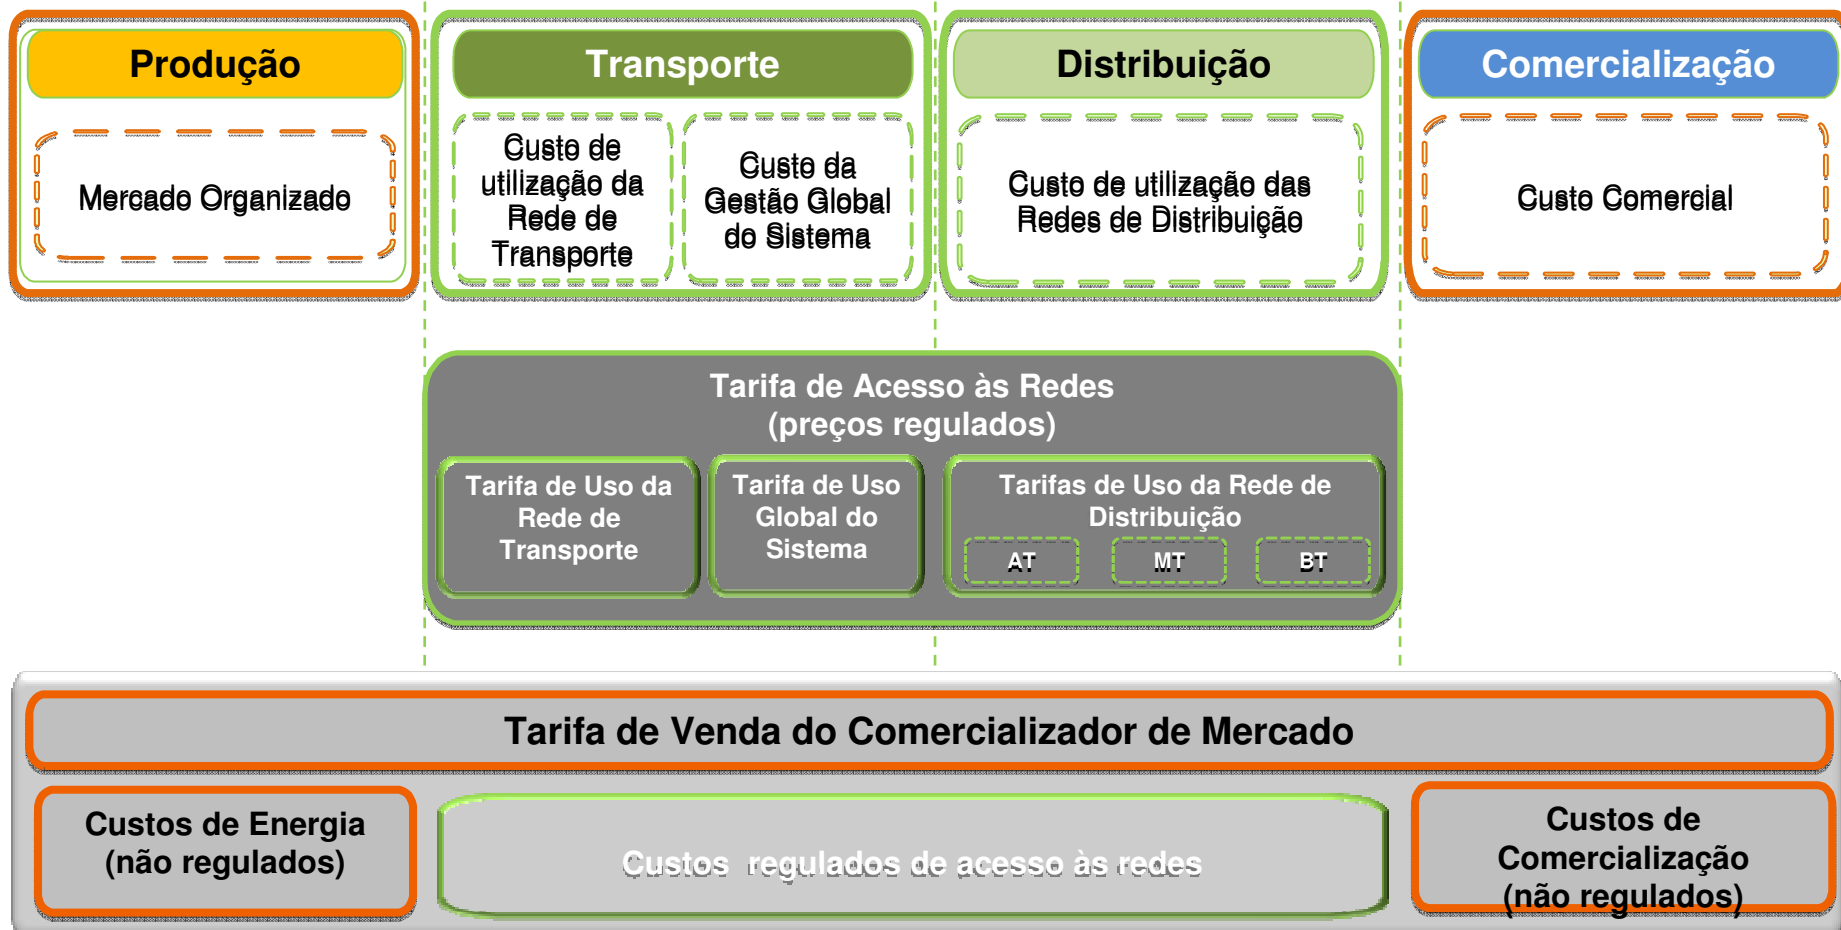 Produção
Transporte
Distribuição
Comercialização
Mercado Organizado
Custo de
utilização da
Rede de
Transporte
Custo da
Gestão Global
do Sistema
Custo de utilização das
Redes de Distribuição
Custo Comercial
Tarifa de Acesso às Redes
(preços regulados)
Tarifa de Uso da
Rede de
Transporte
Tarifa de Uso
Global do
Sistema
Tarifas de Uso da Rede de
Distribuição
AT
MT
BT
Tarifa de Venda do Comercializador de Mercado
Custos de Energia
(não regulados)
Custos regulados de acesso às redes
Custos de
Comercialização
(não regulados)